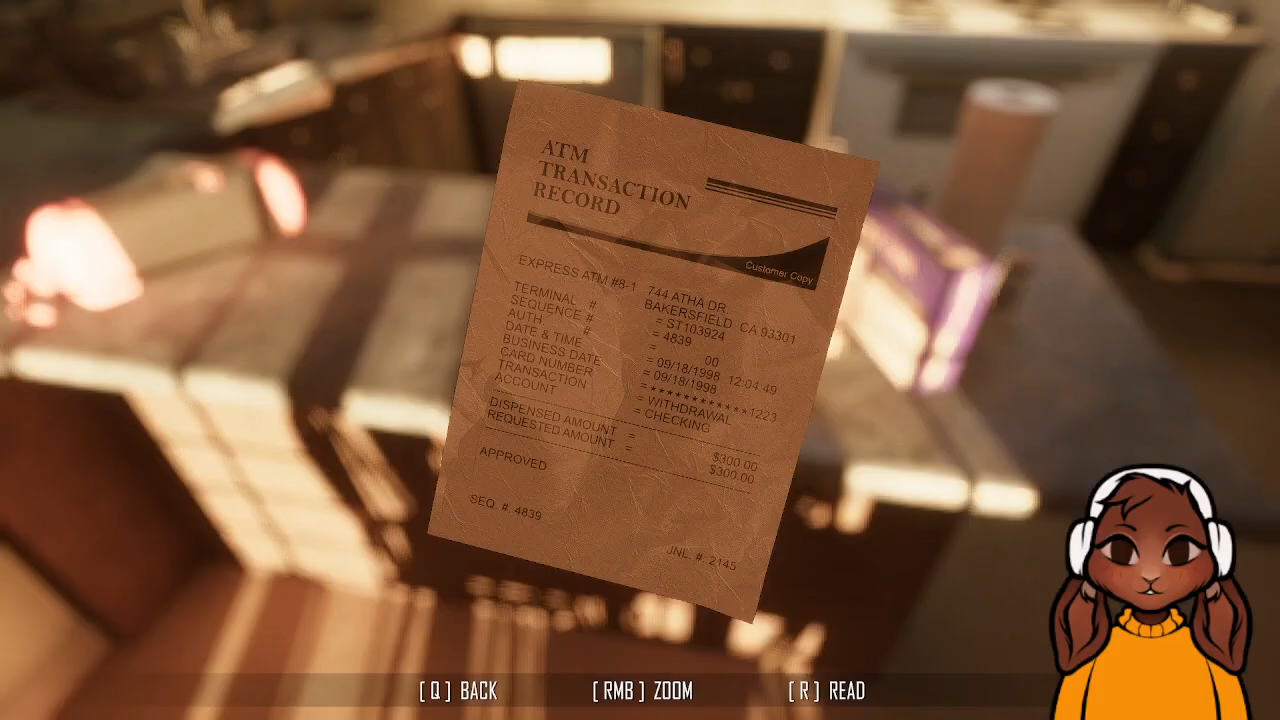 ATM
TRANSACTION
RECORD
Customer Copy
EXPRESS ATM #8-1 744 ATHA DR.
BAKERSFIELD CA 93301
TERMINAL # = ST103924
SEQUENCE # = 4839
AUTH # = 00
DATE & TIME = 09/18/1998 12:04:49
BUSINESS DATE = 09/18/1998
CARD NUMBER = ************1223
TRANSACTION = WITHDRAWAL
ACCOUNT = CHECKING
DISPENSED AMOUNT = $300.00
REQUESTED AMOUNT = $300.00
APPROVED
SEQ. #. 4839
JNL. #. 2145
[ Q ] BACK [ RMB ] ZOOM [ R ] READ